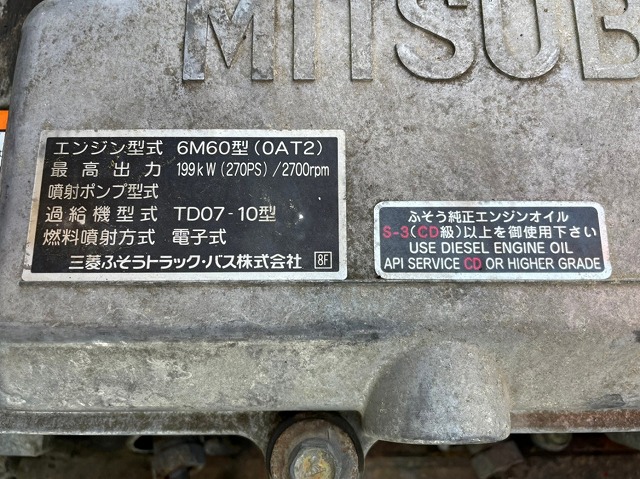 MITSUB
エンジン型式 6M60型(0AT2)
最高出力 199kW(270PS)/2700rpm
噴射ポンプ型式
過給機型式 TD07-10型
燃料噴射方式 電子式
三菱ふそうトラック・バス株式会社 8F
ふそう純正エンジンオイル
S-3(CD級)以上を御使用下さい
USE DIESEL ENGINE OIL
API SERVICE CD OR HIGHER GRADE